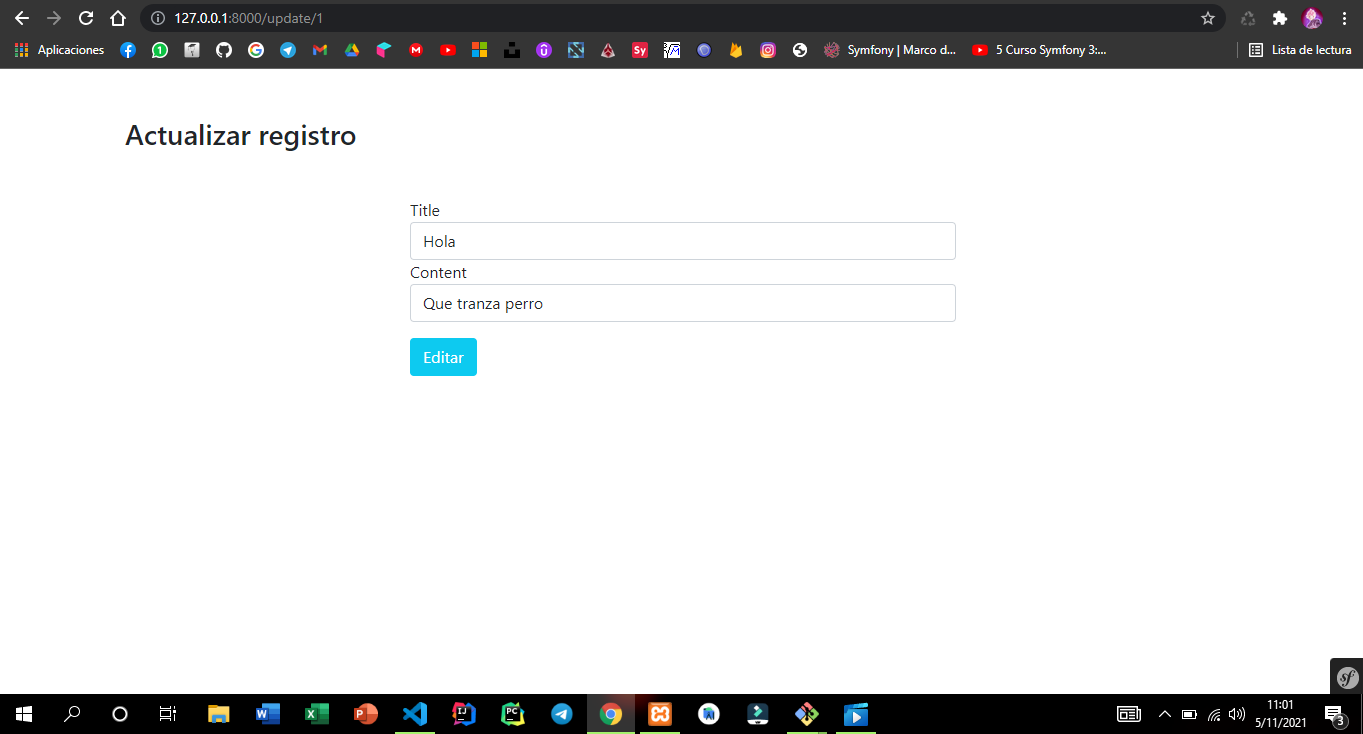 127.0.0.1:8000/update/1
Aplicaciones
Symfony | Marco d...
5 Curso Symfony 3:...
Lista de lectura
Actualizar registro
Title
Hola
Content
Que tranza perro
Editar
11:01
5/11/2021
3